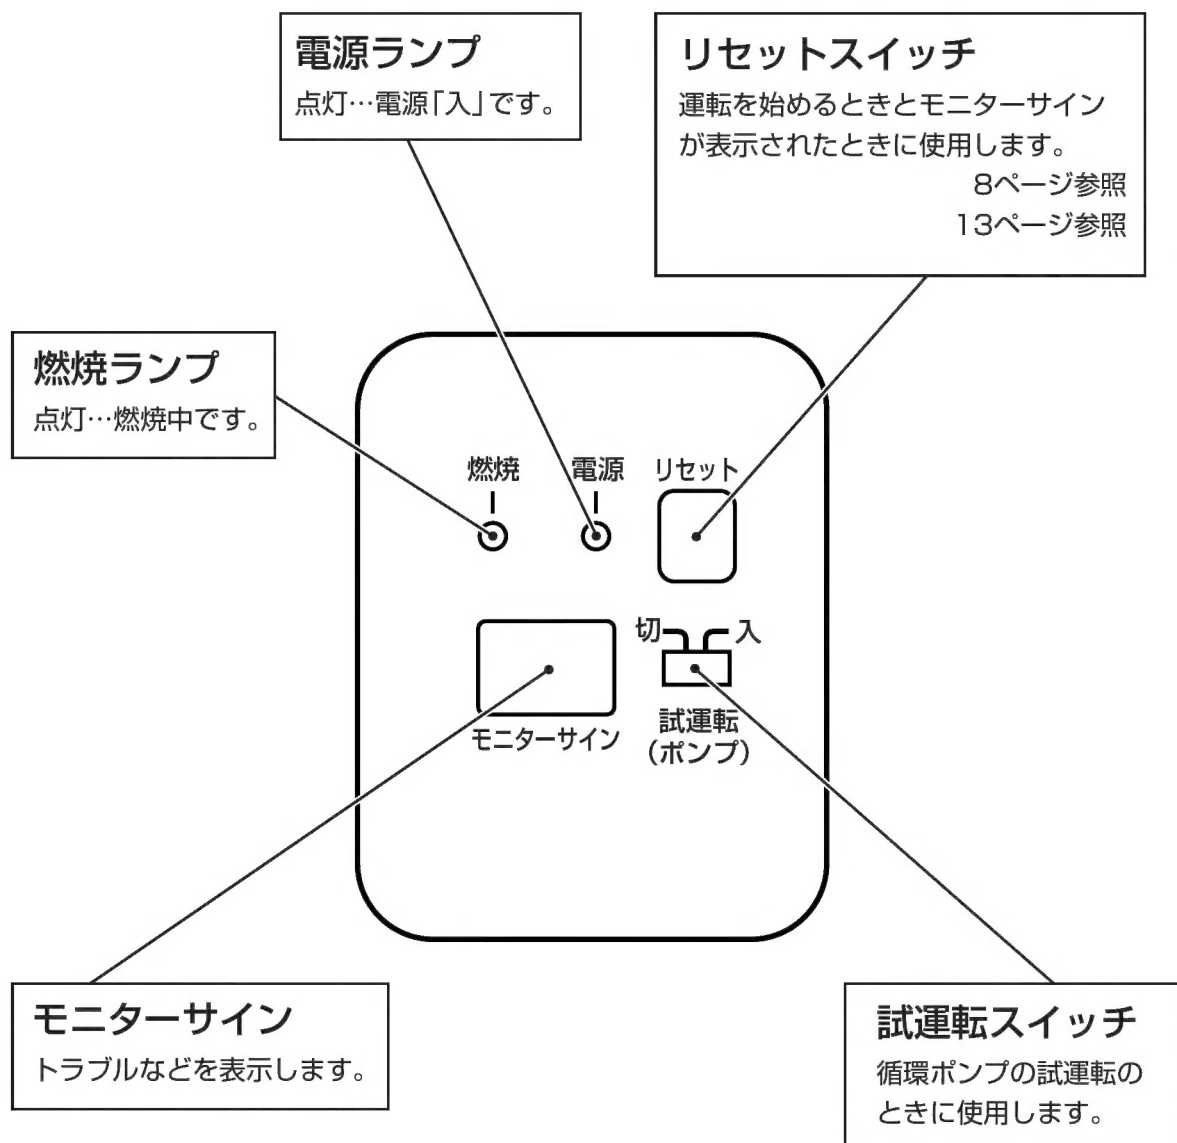 電源ランプ
点灯…電源「入」です。
リセットスイッチ
運転を始めるときとモニターサイン
が表示されたときに使用します。
8ページ参照
13ページ参照
燃焼ランプ
点灯…燃焼中です。
燃焼
電源
リセット
切
入
モニターサイン
試運転
(ポンプ)
モニターサイン
トラブルなどを表示します。
試運転スイッチ
循環ポンプの試運転の
ときに使用します。